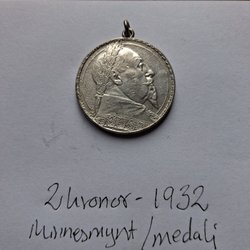 2 kronor - 1932
Minnesmynt/medalj